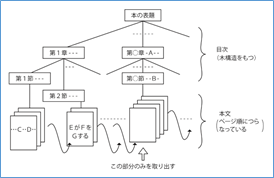 本の表題
第1章 - - -
第○章 -A- -
第1節 - - -
第○節 - -B-
第2節 - - -
目次
（木構造をもつ）
‥C‥D‥
EがFを
Gする
本文
（ページ順につら
なっている）
この部分のみを取り出す